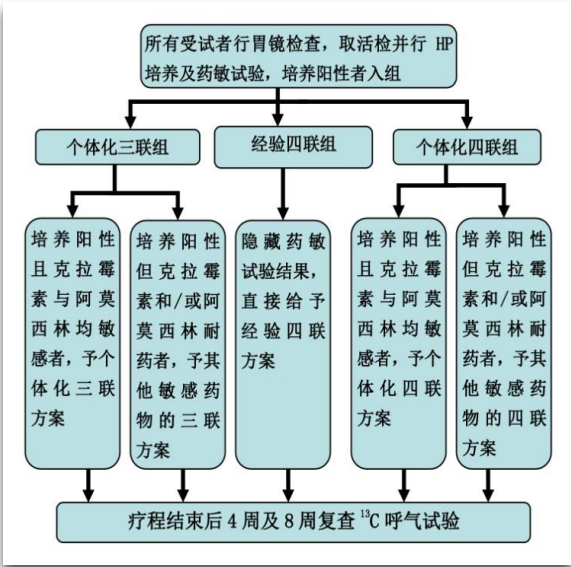 所有受试者行胃镜检查，取活检并行 HP
培养及药敏试验，培养阳性者入组
个体化三联组
经验四联组
个体化四联组
培养阳性
且克拉霉
素与阿莫
西林均敏
感者，予个
体化三联
方案
培养阳性
但克拉霉
素和/或阿
莫西林耐
药者，予其
他敏感药
物的三联
方案
隐藏药敏
试验结果，
直接给予
经验四联
方案
培养阳性
且克拉霉
素与阿莫
西林均敏
感者，予个
体化四联
方案
培养阳性
但克拉霉
素和/或阿
莫西林耐
药者，予其
他敏感药
物的四联
方案
疗程结束后 4 周及 8 周复查 ¹³C 呼气试验